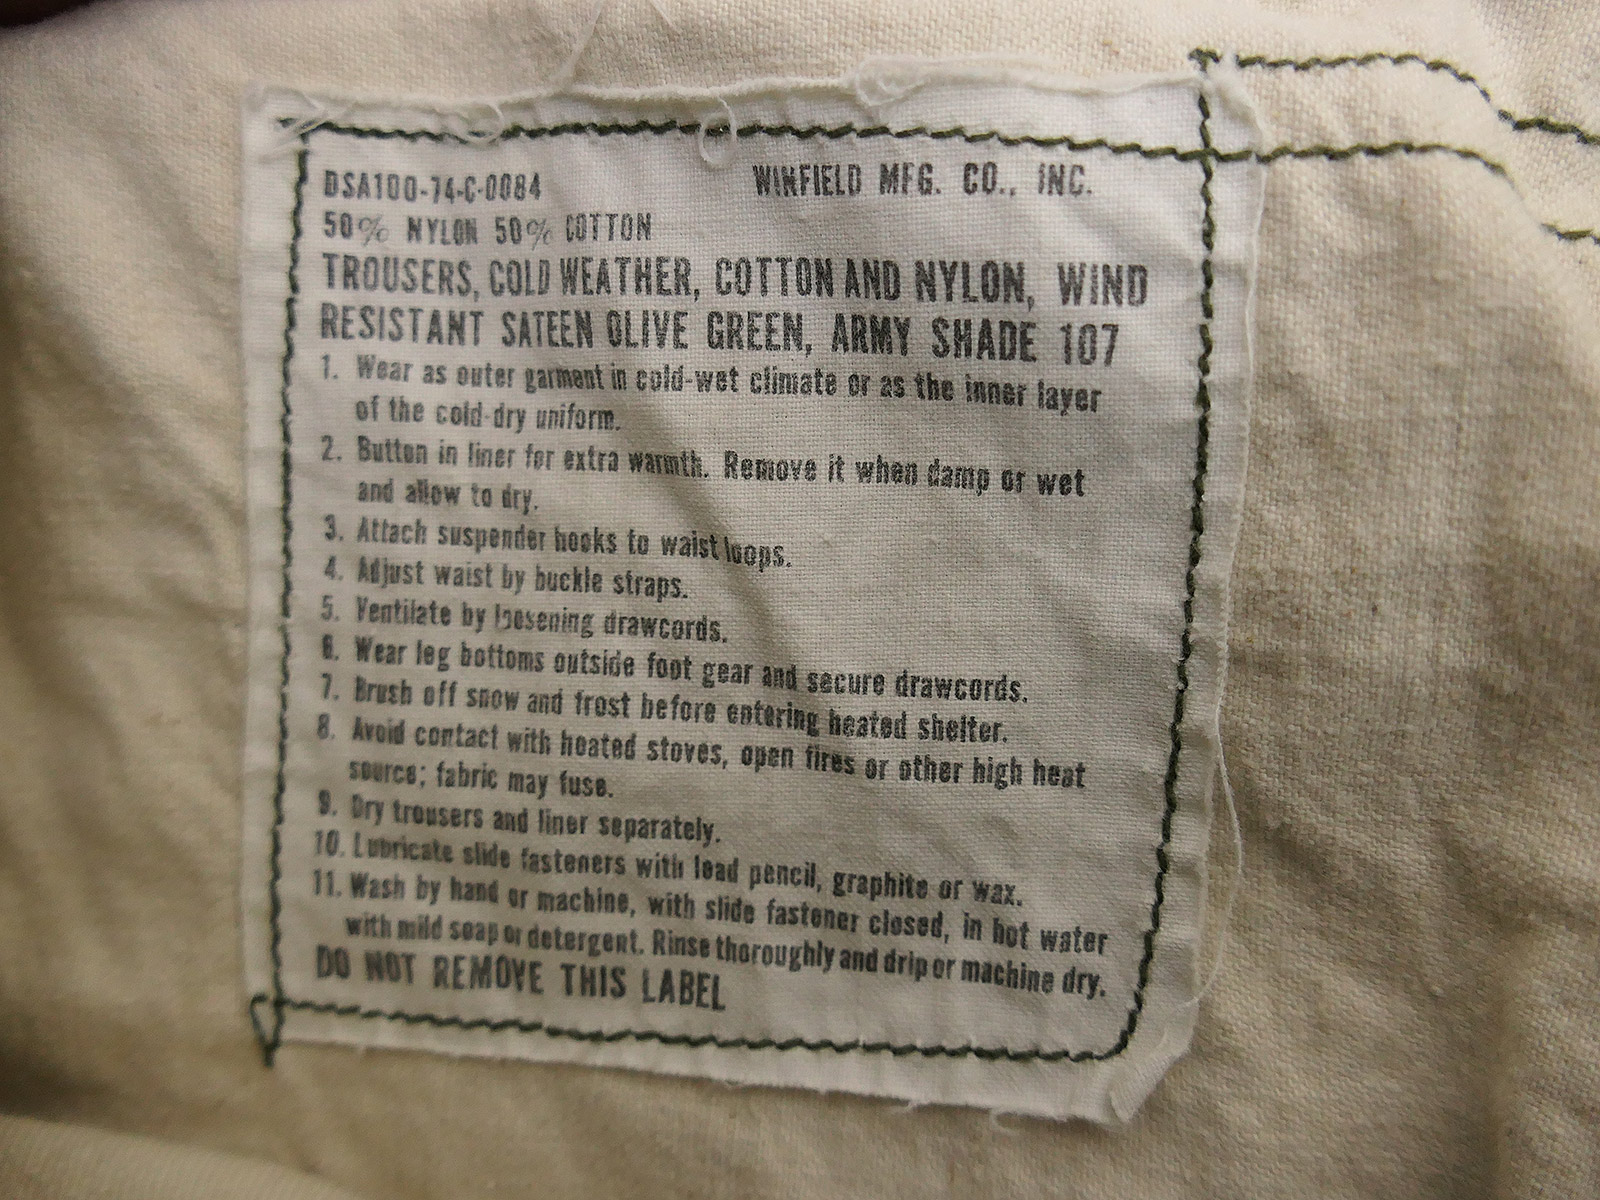 DSA100-74-C-0084 WINFIELD MFG. CO., INC.
50% NYLON 50% COTTON
TROUSERS, COLD WEATHER, COTTON AND NYLON, WIND
RESISTANT SATEEN OLIVE GREEN, ARMY SHADE 107
1. Wear as outer garment in cold-wet climate or as the inner layer
of the cold-dry uniform.
2. Button in liner for extra warmth. Remove it when damp or wet
and allow to dry.
3. Attach suspender hooks to waist loops.
4. Adjust waist by buckle straps.
5. Ventilate by loosening drawcords.
6. Wear leg bottoms outside foot gear and secure drawcords.
7. Brush off snow and frost before entering heated shelter.
8. Avoid contact with heated stoves, open fires or other high heat
source; fabric may fuse.
9. Dry trousers and liner separately.
10. Lubricate slide fasteners with lead pencil, graphite or wax.
11. Wash by hand or machine, with slide fastener closed, in hot water
with mild soap or detergent. Rinse thoroughly and drip or machine dry.
DO NOT REMOVE THIS LABEL